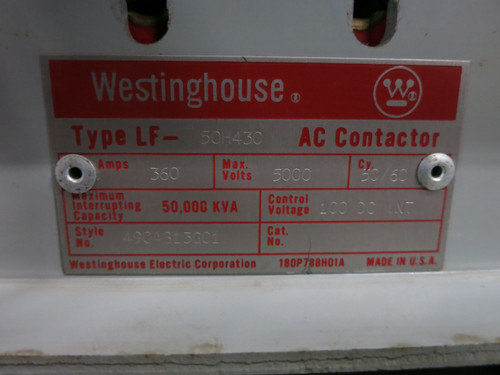 Westinghouse ®
W
Type LF- 50H430 AC Contactor
Amps 360 Max. Volts 5000 Cy. 50/60
Maximum Interrupting Capacity 50,000 KVA Control Voltage
Style No. Cat. No.
Westinghouse Electric Corporation 180P788H01A MADE IN U.S.A.